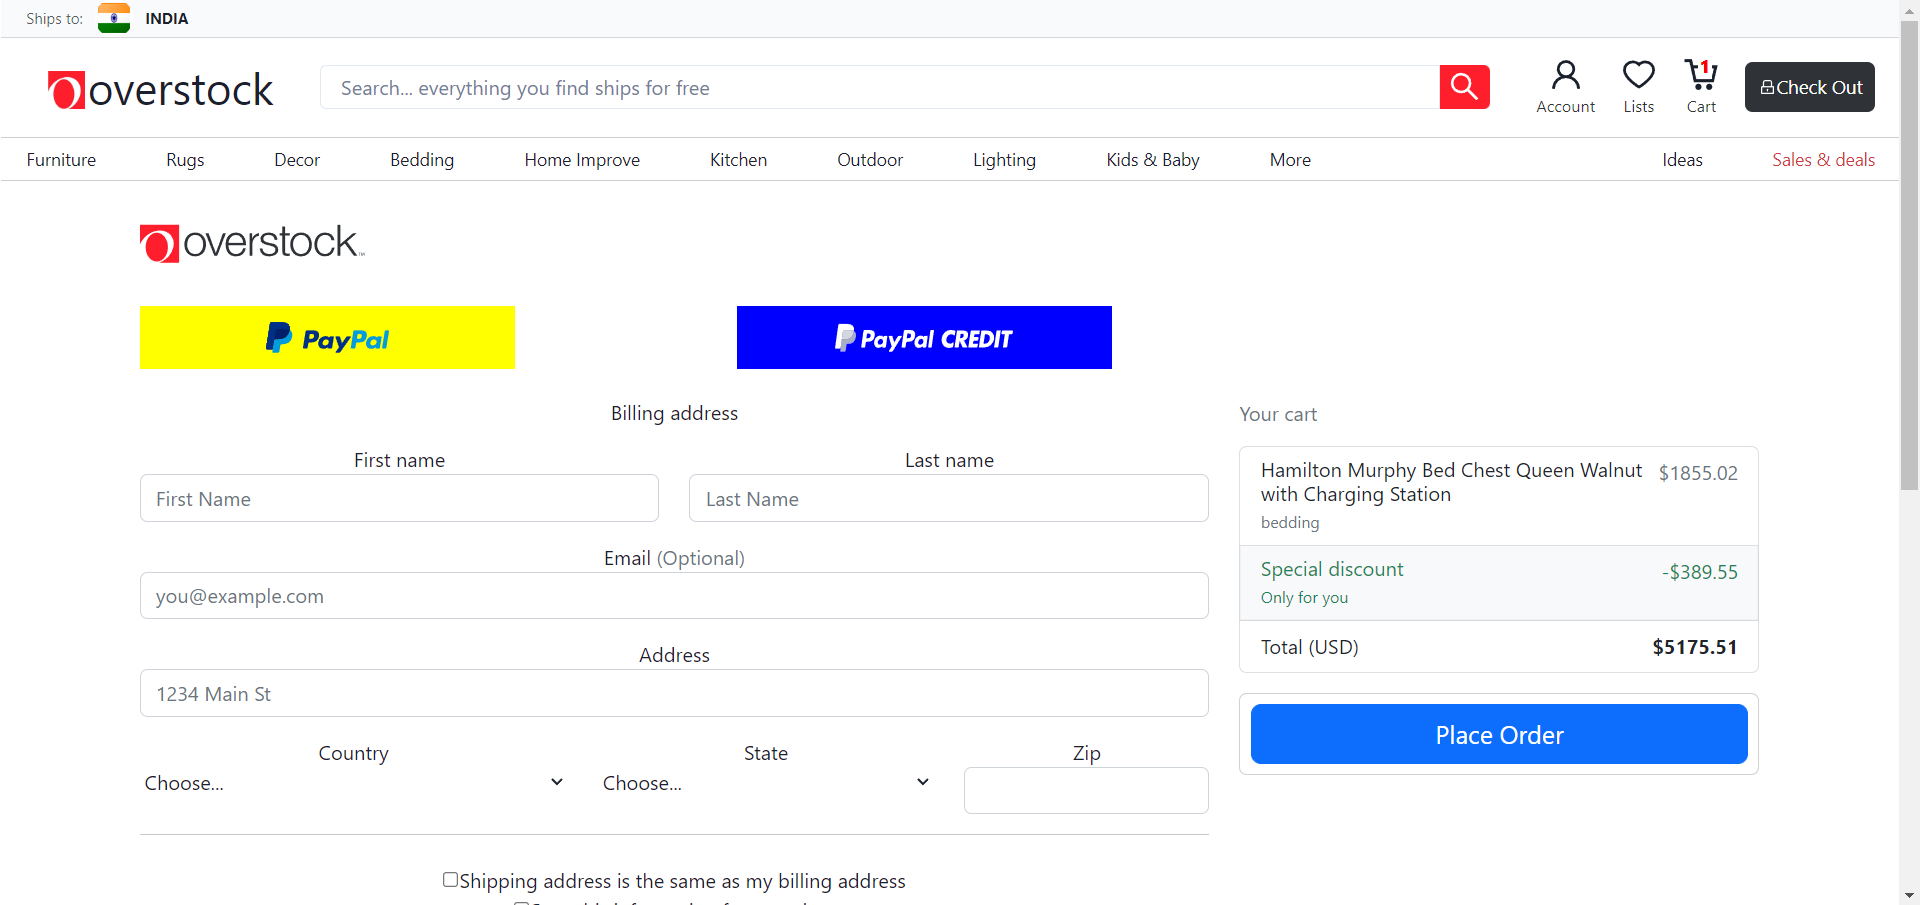 Ships to: INDIA
overstock
Search... everything you find ships for free
1
Account Lists Cart Check Out
Furniture Rugs Decor Bedding Home Improve Kitchen Outdoor Lighting Kids & Baby More Ideas Sales & deals
overstock™
PayPal PayPal CREDIT
Billing address
First name Last name
First Name Last Name
Email (Optional)
you@example.com
Address
1234 Main St
Country State Zip
Choose... Choose...
Shipping address is the same as my billing address
Your cart
Hamilton Murphy Bed Chest Queen Walnut $1855.02
with Charging Station
bedding
Special discount -$389.55
Only for you
Total (USD) $5175.51
Place Order